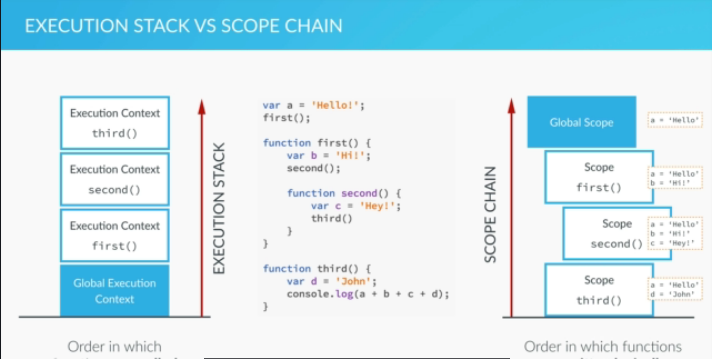 EXECUTION STACK VS SCOPE CHAIN
Execution Context
third()
Execution Context
second()
Execution Context
first()
Global Execution
Context
EXECUTION STACK
Order in which
var a = 'Hello!';
first();
function first() {
var b = 'Hi!';
second();
function second() {
var c = 'Hey!';
third()
}
}
function third() {
var d = 'John';
console.log(a + b + c + d);
}
SCOPE CHAIN
Global Scope
a = 'Hello'
Scope
first()
a = 'Hello'
b = 'Hi!'
Scope
second()
a = 'Hello'
b = 'Hi!'
c = 'Hey!'
Scope
third()
a = 'Hello'
d = 'John'
Order in which functions